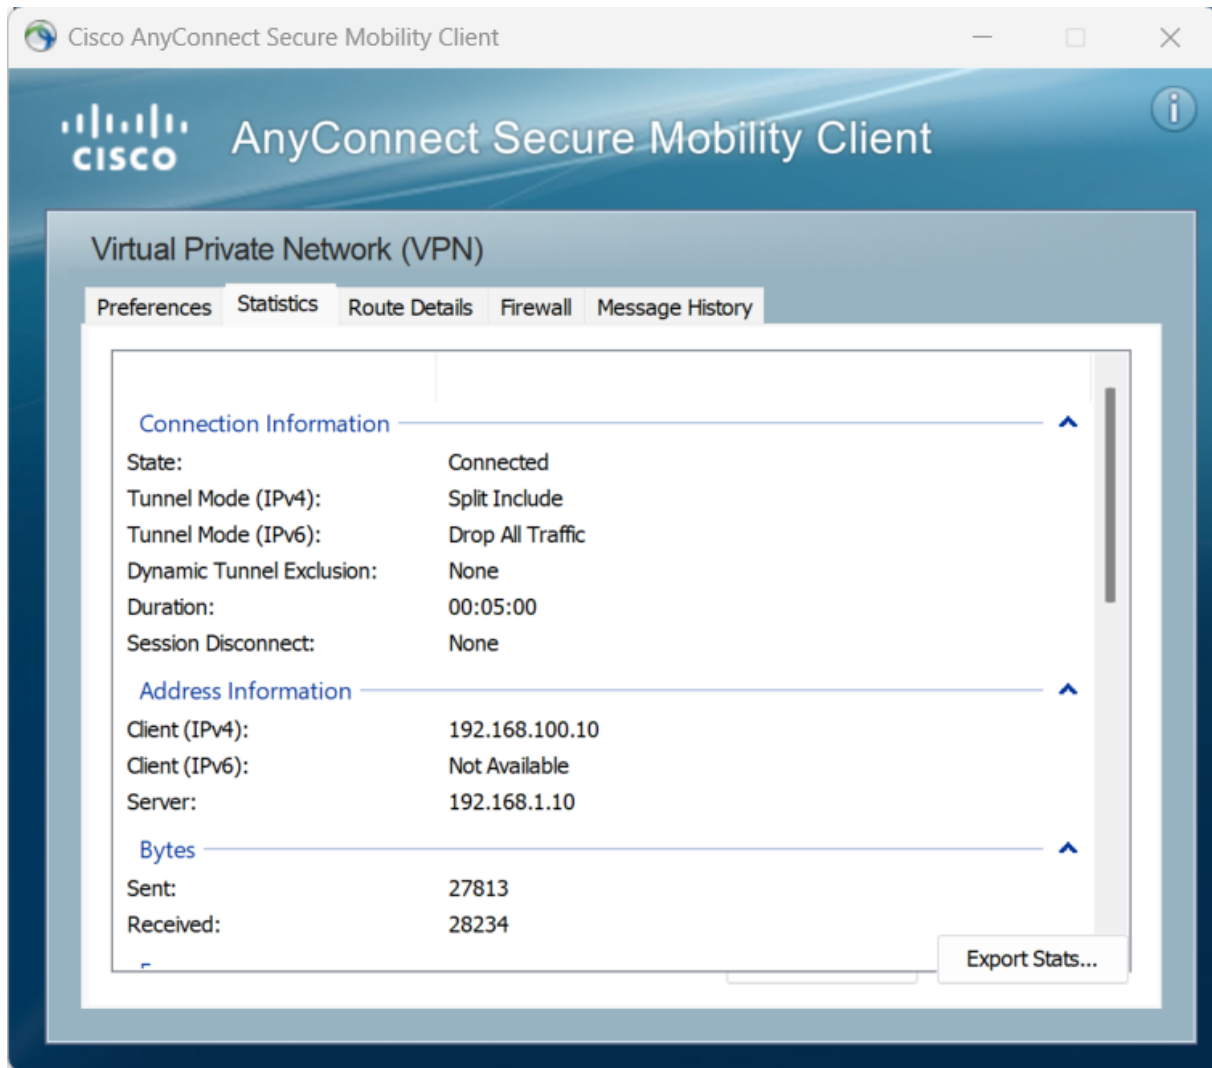 Cisco AnyConnect Secure Mobility Client
CISCO
AnyConnect Secure Mobility Client
i
Virtual Private Network (VPN)
Preferences Statistics Route Details Firewall Message History
Connection Information
State: Connected
Tunnel Mode (IPv4): Split Include
Tunnel Mode (IPv6): Drop All Traffic
Dynamic Tunnel Exclusion: None
Duration: 00:05:00
Session Disconnect: None
Address Information
Client (IPv4): 192.168.100.10
Client (IPv6): Not Available
Server: 192.168.1.10
Bytes
Sent: 27813
Received: 28234
Export Stats...